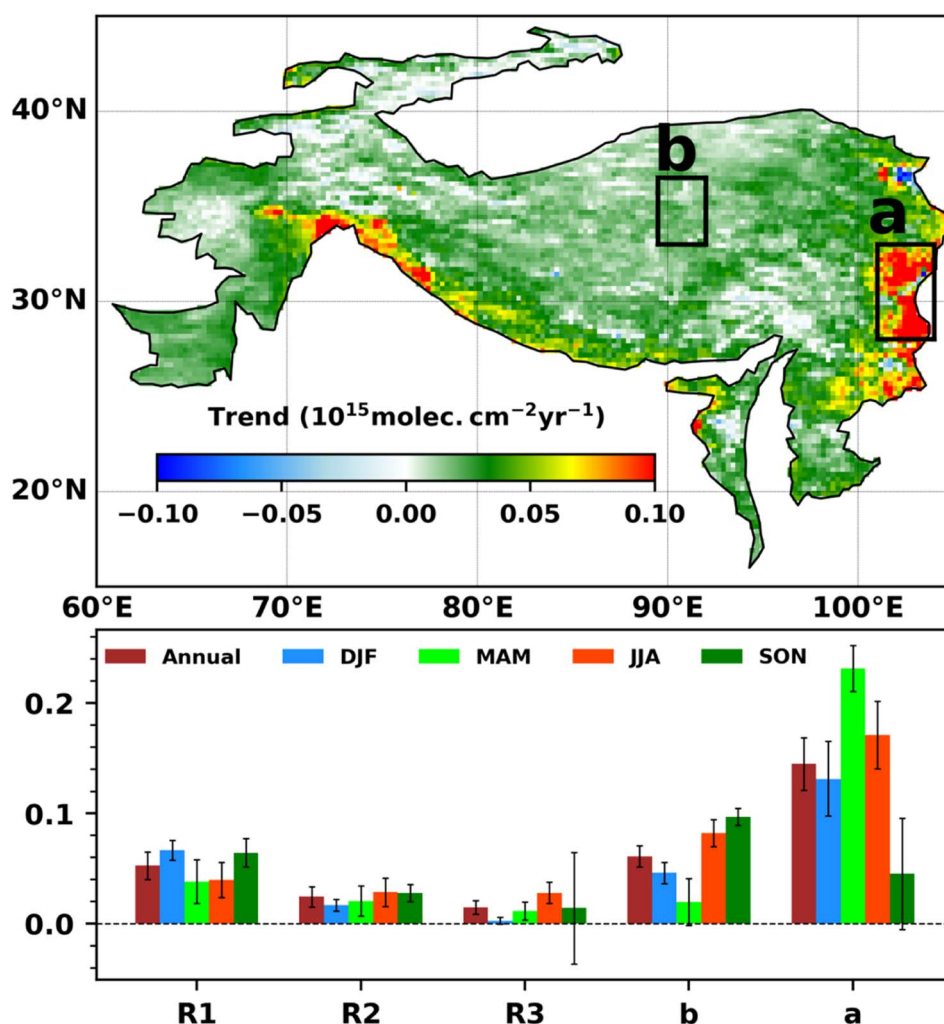 40°N
b
a
30°N
Trend (10¹⁵molec. cm⁻²yr⁻¹)
20°N
−0.10 −0.05 0.00 0.05 0.10
60°E 70°E 80°E 90°E 100°E
Annual DJF MAM JJA SON
0.2
0.1
0.0
R1 R2 R3 b a